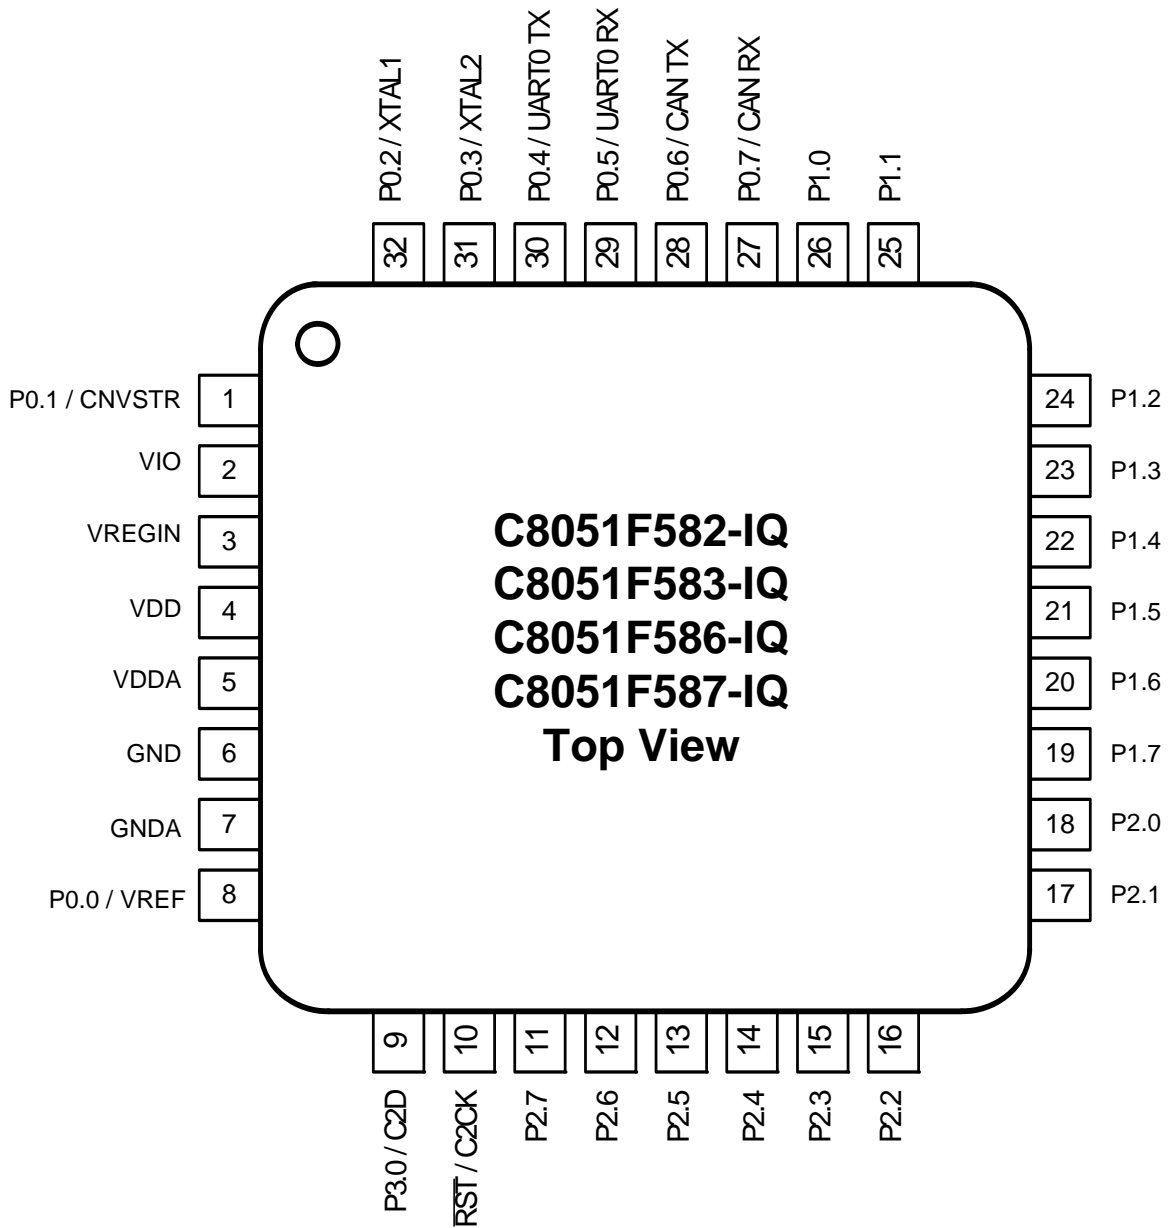 P0.2 / XTAL1
P0.3 / XTAL2
P0.4 / UART0 TX
P0.5 / UART0 RX
P0.6 / CAN TX
P0.7 / CAN RX
P1.0
P1.1
32
31
30
29
28
27
26
25
P0.1 / CNVSTR
1
VIO
2
VREGIN
3
VDD
4
VDDA
5
GND
6
GNDA
7
P0.0 / VREF
8
C8051F582-IQ
C8051F583-IQ
C8051F586-IQ
C8051F587-IQ
Top View
24 P1.2
23 P1.3
22 P1.4
21 P1.5
20 P1.6
19 P1.7
18 P2.0
17 P2.1
9
10
11
12
13
14
15
16
P3.0 / C2D
R̅S̅T̅ / C2CK
P2.7
P2.6
P2.5
P2.4
P2.3
P2.2